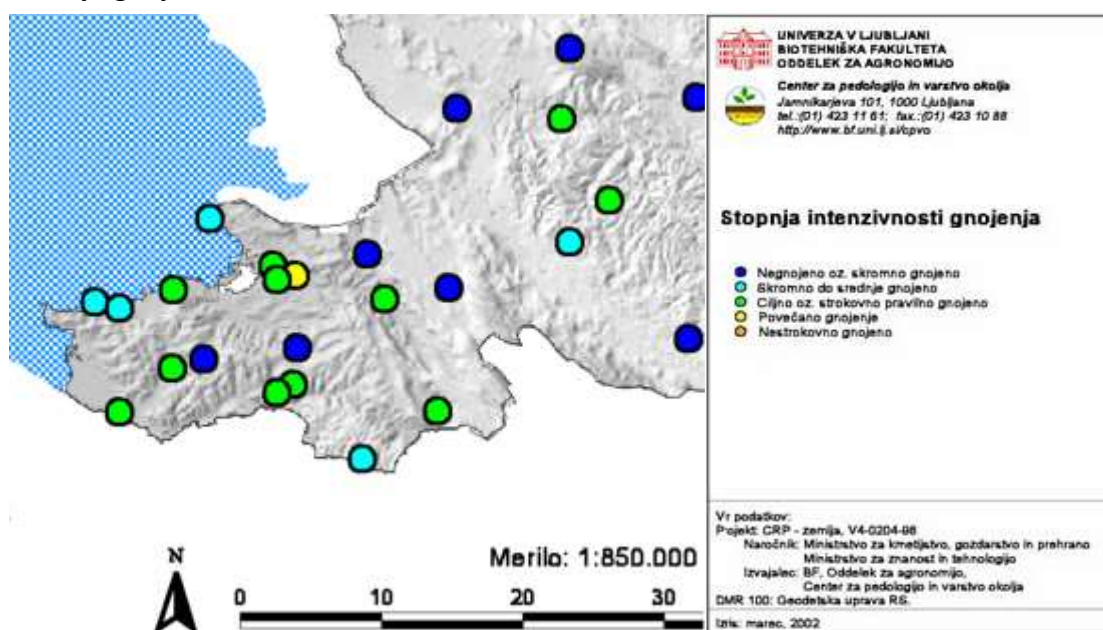 UNIVERZA V LJUBLJANI
BIOTEHNIŠKA FAKULTETA
ODDELEK ZA AGRONOMIJO
Center za pedologijo in varstvo okolja
Jamnikarjeva 101, 1000 Ljubljana
tel.:(01) 423 11 61; fax.:(01) 423 10 88
http://www.bf.uni.lj.si/cpvo
Stopnja intenzivnosti gnojenja
Negnojeno oz. skromno gnojeno
Skromno do srednje gnojeno
Ciljno oz. strokovno pravilno gnojeno
Povečano gnojenje
Nestrokovno gnojeno
Vr podatkov:
Projekt: CRP - zemlja, V4-0204-98
Naročnik: Ministrstvo za kmetijstvo, gozdarstvo in prehrano
Ministrstvo za znanost in tehnologijo
Izvajalec: BF, Oddelek za agronomijo,
Center za pedologijo in varstvo okolja
DMR 100: Geodetska uprava RS.
Izis: marec, 2002
N
Merilo: 1:850.000
0 10 20 30